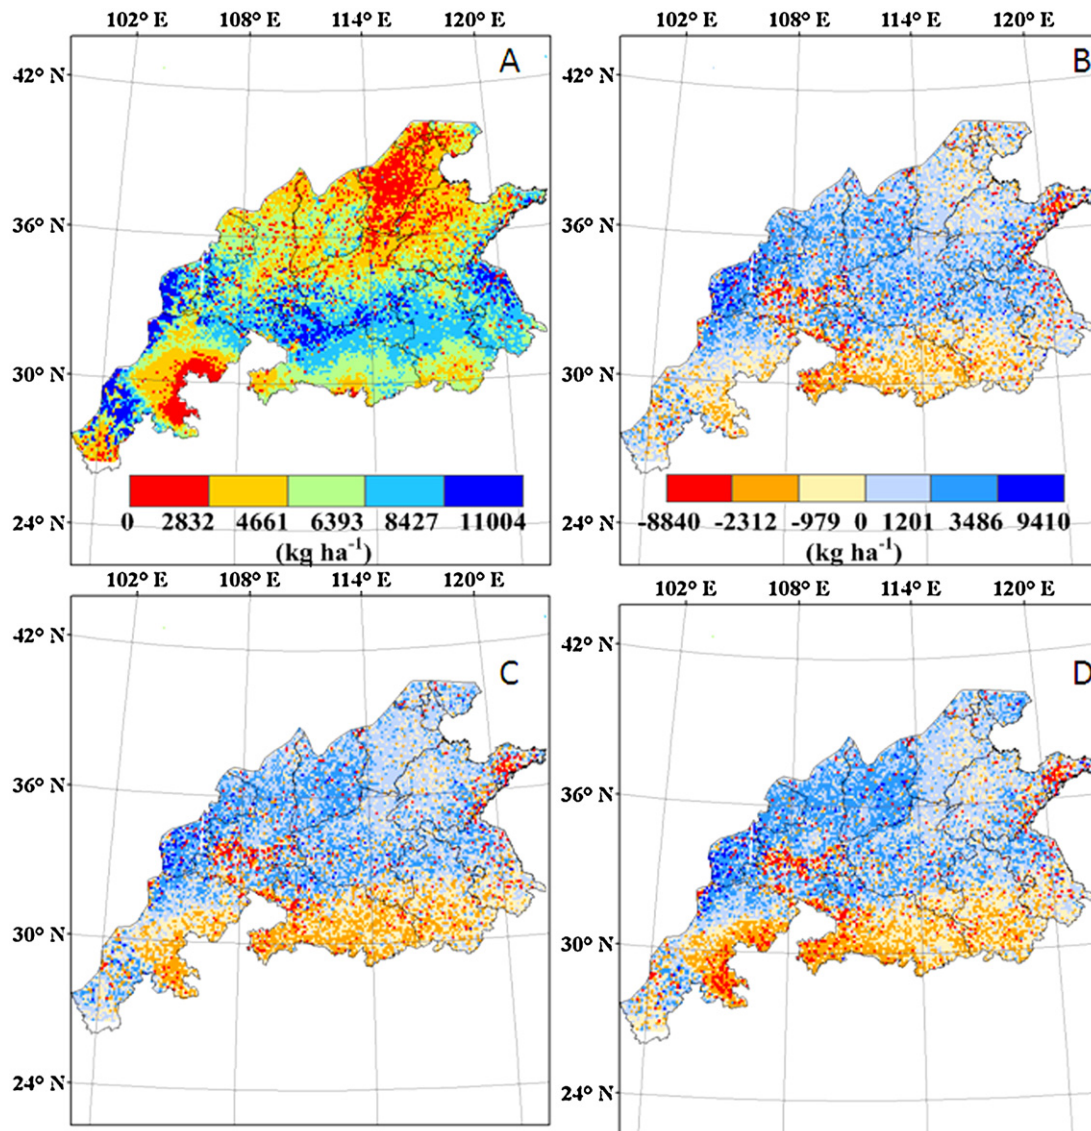 102° E 108° E 114° E 120° E
102° E 108° E 114° E 120° E
A
B
42° N
42° N
36° N
36° N
30° N
30° N
24° N
24° N
0 2832 4661 6393 8427 11004
(kg ha⁻¹)
-8840 -2312 -979 0 1201 3486 9410
(kg ha⁻¹)
102° E 108° E 114° E 120° E
102° E 108° E 114° E 120° E
C
D
42° N
42° N
36° N
36° N
30° N
30° N
24° N
24° N